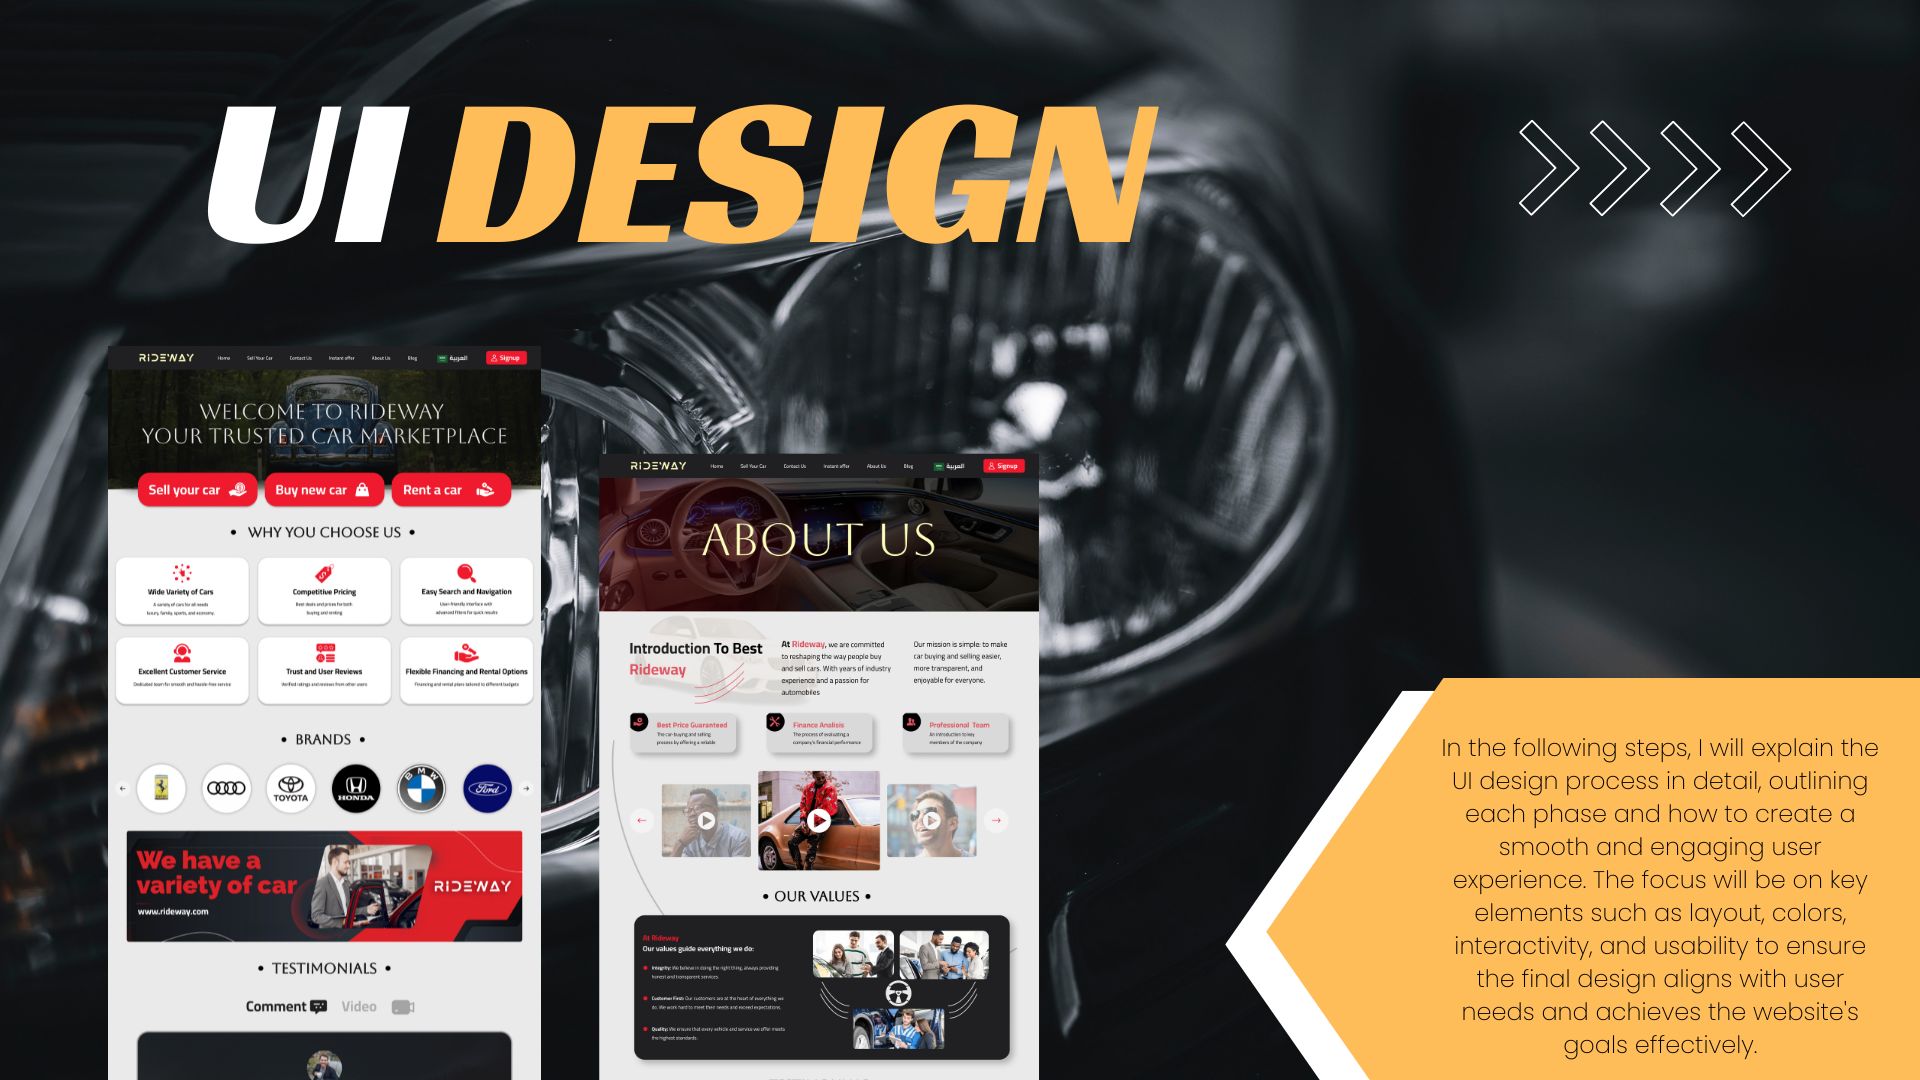 UI DESIGN
RIDEWAY
Home Sell Your Car Contact Us Instant offer About Us Blog العربية Signup
WELCOME TO RIDEWAY
YOUR TRUSTED CAR MARKETPLACE
Sell your car Buy new car Rent a car
• WHY YOU CHOOSE US •
Wide Variety of Cars
A variety of cars for all needs
luxury, family, sports, and economy.
Competitive Pricing
Best deals and prices for both
buying and renting
Easy Search and Navigation
User-friendly interface with
advanced filters for quick results
Excellent Customer Service
Dedicated team for smooth and hassle-free service
Trust and User Reviews
Verified ratings and reviews from other users
Flexible Financing and Rental Options
Financing and rental plans tailored to different budgets
• BRANDS •
TOYOTA
HONDA
BMW
Ford
We have a
variety of car
www.rideway.com
RIDEWAY
• TESTIMONIALS •
Comment Video
RIDEWAY
Home Sell Your Car Contact Us Instant offer About Us Blog العربية Signup
ABOUT US
Introduction To Best
Rideway
At Rideway, we are committed
to reshaping the way people buy
and sell cars. With years of industry
experience and a passion for
automobiles
Our mission is simple: to make
car buying and selling easier,
more transparent, and
enjoyable for everyone.
Best Price Guaranteed
The car-buying and selling
process by offering a reliable
Finance Analisis
The process of evaluating a
company's financial performance
Professional Team
An introduction to key
members of the company
• OUR VALUES •
At Rideway
Our values guide everything we do:
Integrity: We believe in doing the right thing, always providing
honest and transparent services.
Customer First: Our customers are at the heart of everything we
do. We work hard to meet their needs and exceed expectations.
Quality: We ensure that every vehicle and service we offer meets
the highest standards.
In the following steps, I will explain the
UI design process in detail, outlining
each phase and how to create a
smooth and engaging user
experience. The focus will be on key
elements such as layout, colors,
interactivity, and usability to ensure
the final design aligns with user
needs and achieves the website's
goals effectively.